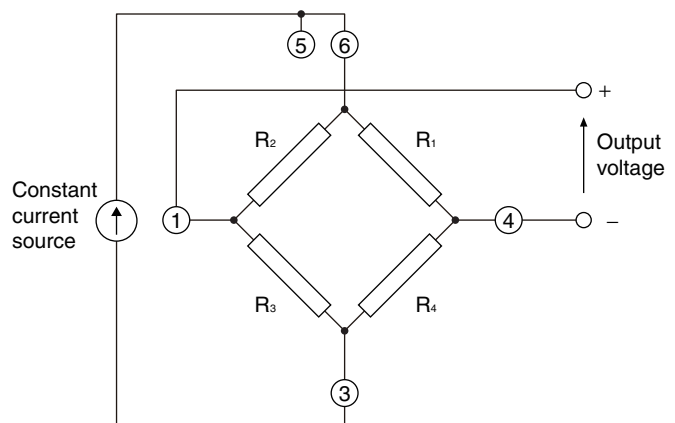 5 6
+
R₂ R₁
Output
voltage
Constant
current
source
1 4 −
R₃ R₄
3